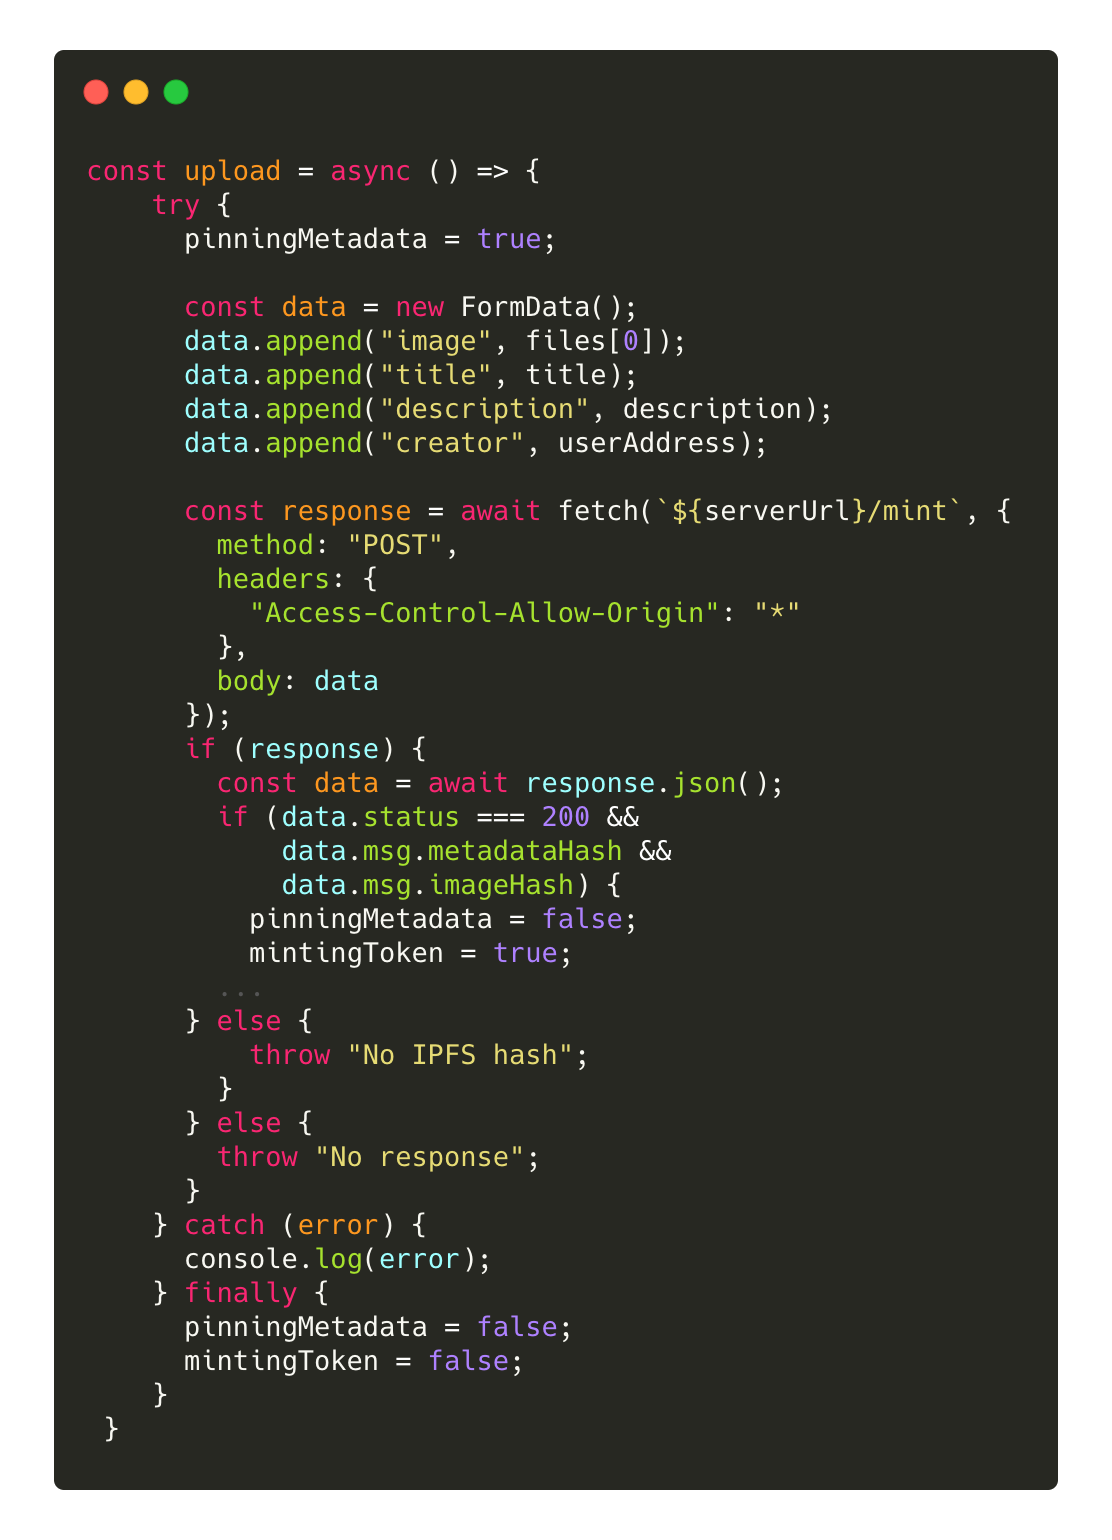 const upload = async () => {
    try {
      pinningMetadata = true;

      const data = new FormData();
      data.append("image", files[0]);
      data.append("title", title);
      data.append("description", description);
      data.append("creator", userAddress);

      const response = await fetch(`${serverUrl}/mint`, {
        method: "POST",
        headers: {
          "Access-Control-Allow-Origin": "*"
        },
        body: data
      });
      if (response) {
        const data = await response.json();
        if (data.status === 200 &&
            data.msg.metadataHash &&
            data.msg.imageHash) {
          pinningMetadata = false;
          mintingToken = true;
        ...
      } else {
          throw "No IPFS hash";
        }
      } else {
        throw "No response";
      }
    } catch (error) {
      console.log(error);
    } finally {
      pinningMetadata = false;
      mintingToken = false;
    }
 }